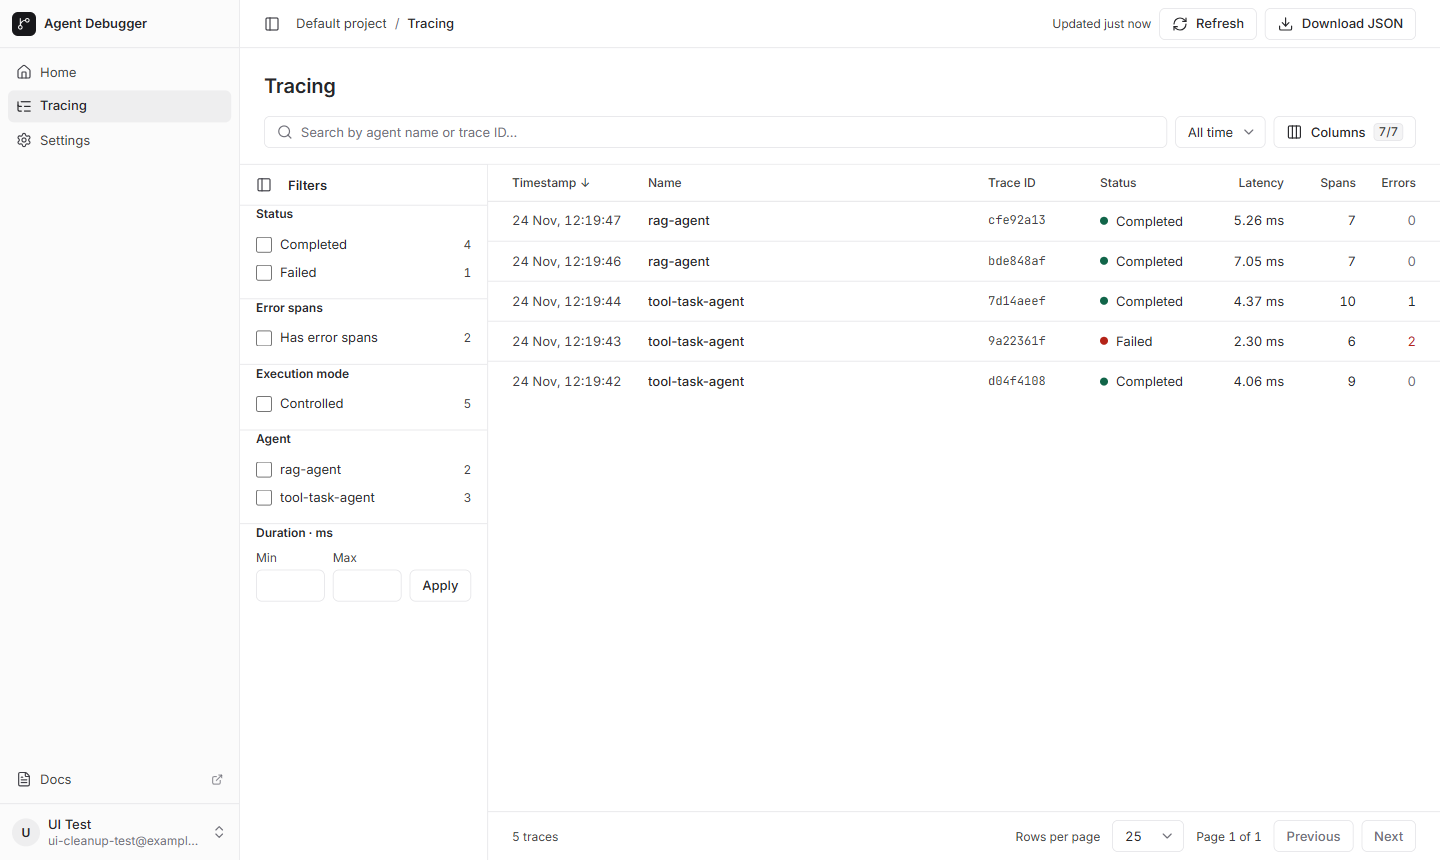 Agent Debugger
Home
Tracing
Settings
Docs
U
UI Test
ui-cleanup-test@exampl...
Default project / Tracing
Updated just now
Refresh
Download JSON
Tracing
Search by agent name or trace ID...
All time
Columns 7/7
Filters
Status
Completed 4
Failed 1
Error spans
Has error spans 2
Execution mode
Controlled 5
Agent
rag-agent 2
tool-task-agent 3
Duration · ms
Min Max
Apply
Timestamp ↓ Name Trace ID Status Latency Spans Errors
24 Nov, 12:19:47 rag-agent cfe92a13 Completed 5.26 ms 7 0
24 Nov, 12:19:46 rag-agent bde848af Completed 7.05 ms 7 0
24 Nov, 12:19:44 tool-task-agent 7d14aeef Completed 4.37 ms 10 1
24 Nov, 12:19:43 tool-task-agent 9a22361f Failed 2.30 ms 6 2
24 Nov, 12:19:42 tool-task-agent d04f4108 Completed 4.06 ms 9 0
5 traces
Rows per page 25 Page 1 of 1 Previous Next